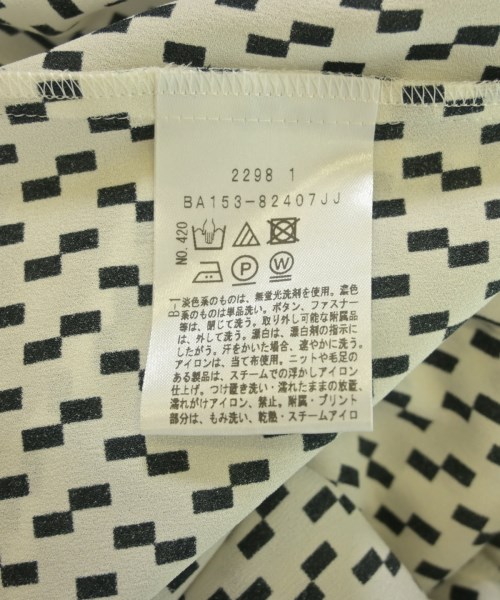 2298 1
BA153-82407JJ
NO.420
P
W
B-1
淡色系のものは、無蛍光洗剤を使用。濃色
系のものは単品洗い。ボタン、ファスナー
等は、閉じて洗う。取り外し可能な附属品
は、外して洗う。漂白は、漂白剤の指示に
したがう。汗をかいた場合、速やかに洗う。
アイロンは、当て布使用。ニットや毛足の
ある製品は、スチームでの浮かしアイロン
仕上げ。つけ置き洗い・濡れたままの放置、
濡れがけアイロン、禁止。附属・プリント
部分は、もみ洗い、乾熱・スチームアイロ